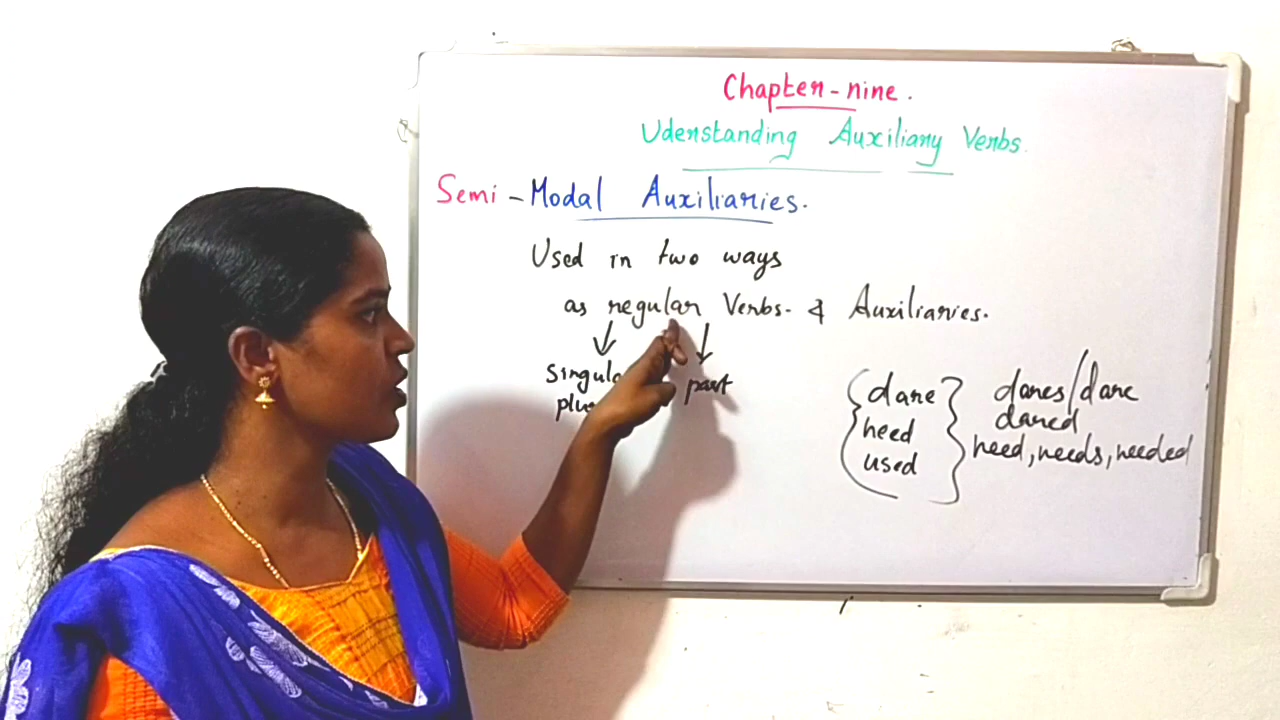 Chapter-nine.
Uderstanding Auxiliary Verbs.
Semi-Modal Auxiliaries.
Used in two ways
as regular Verbs. & Auxiliaries.
past
dare
need
used
dares/dare
dared
need, needs, needed